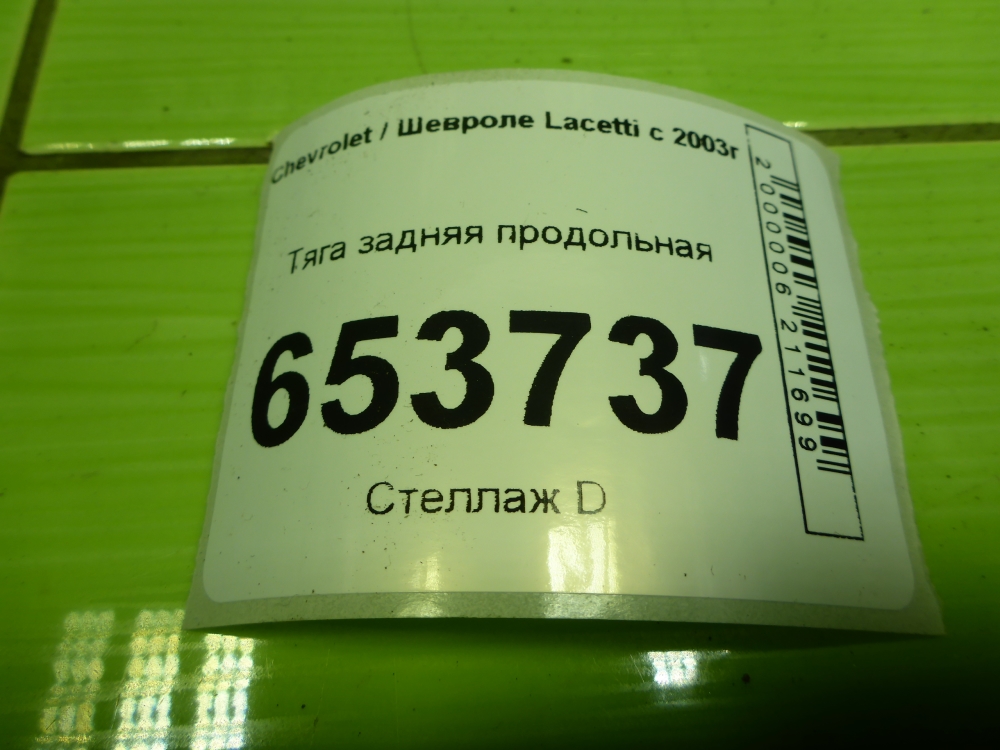 Chevrolet / Шевроле Lacetti с 2003г
Тяга задняя продольная
653737
Стеллаж D
2000006211699